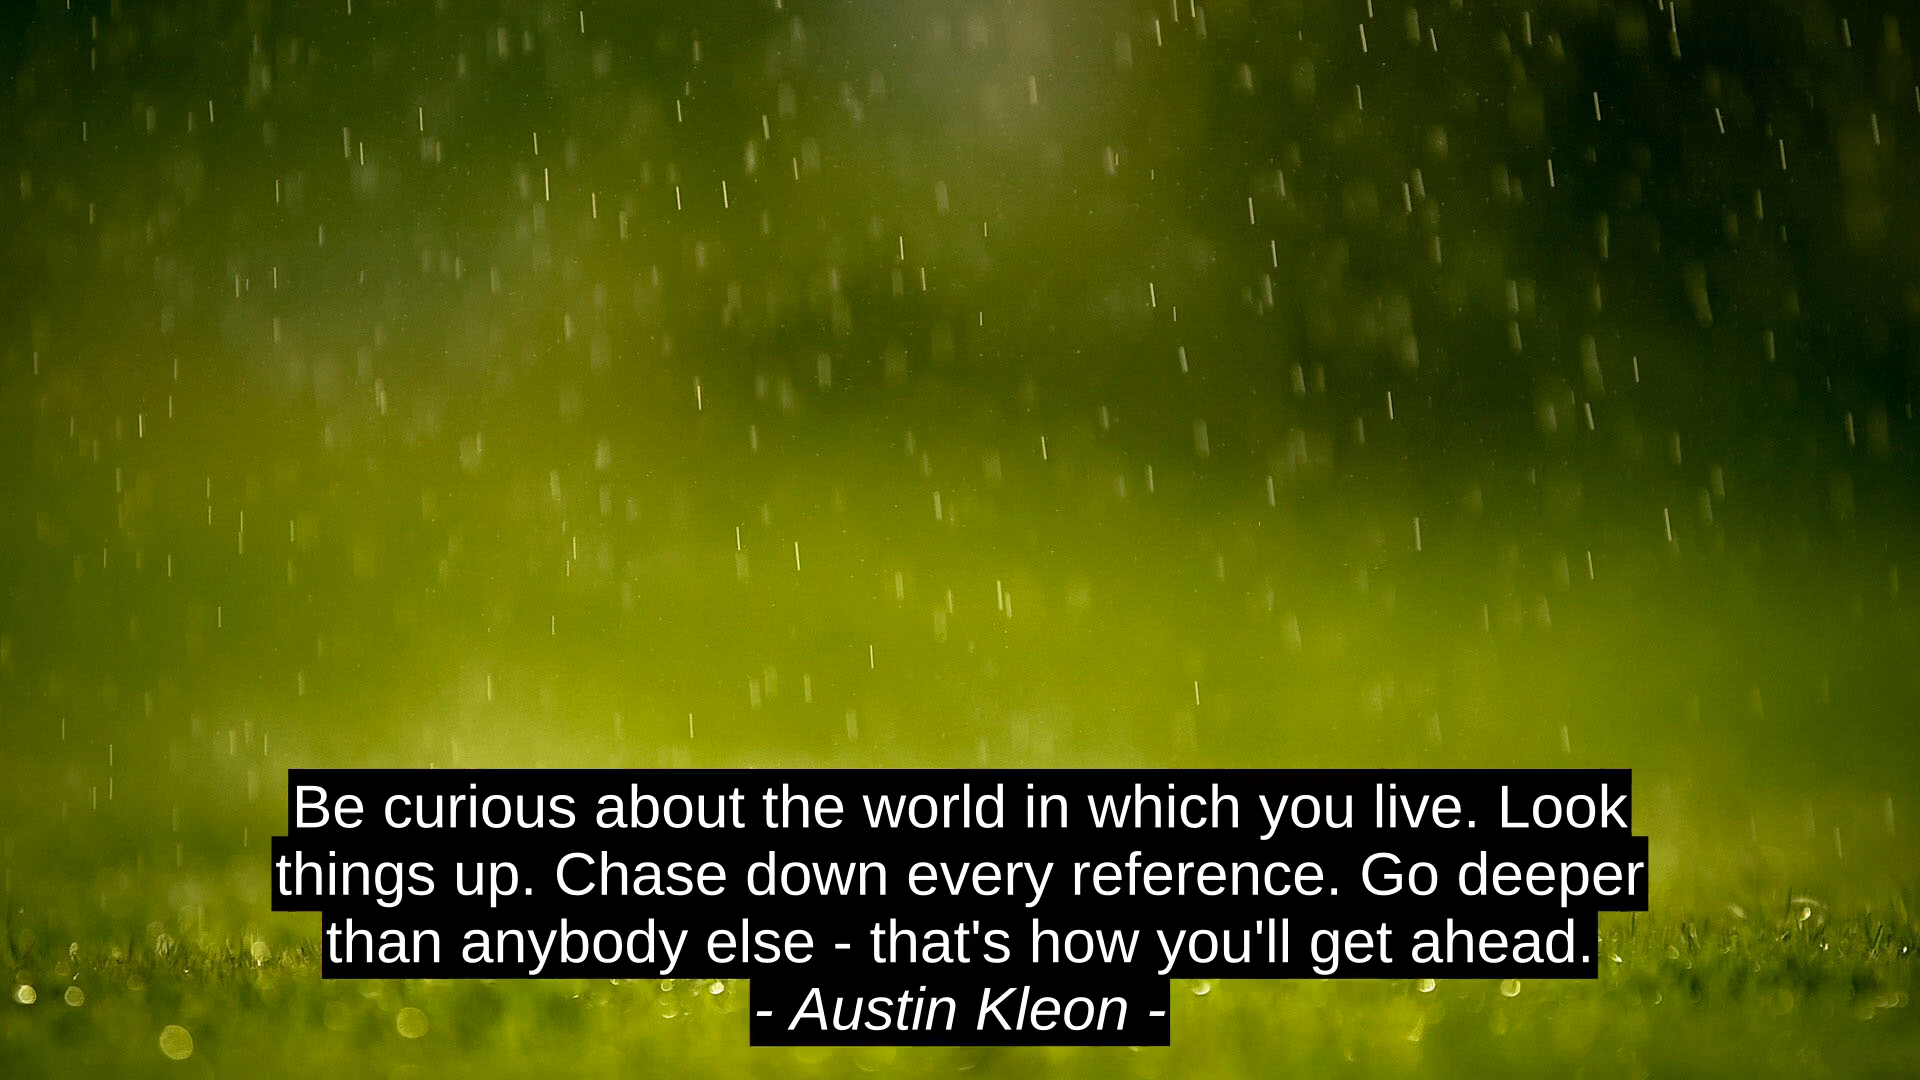 Be curious about the world in which you live. Look
things up. Chase down every reference. Go deeper
than anybody else - that's how you'll get ahead.
- Austin Kleon -